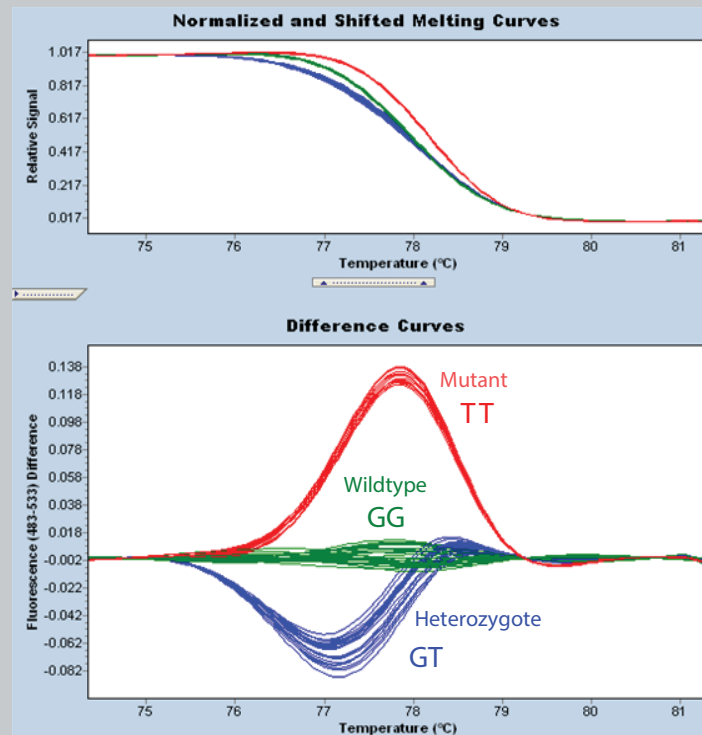 Normalized and Shifted Melting Curves
1.017
0.817
0.617
0.417
0.217
0.017
Relative Signal
75 76 77 78 79 80 81
Temperature (°C)
Difference Curves
0.138
0.118
0.098
0.078
0.058
0.038
0.018
-0.002
-0.022
-0.042
-0.062
-0.082
Fluorescence (483-533) Difference
Mutant
TT
Wildtype
GG
Heterozygote
GT
75 76 77 78 79 80 81
Temperature (°C)